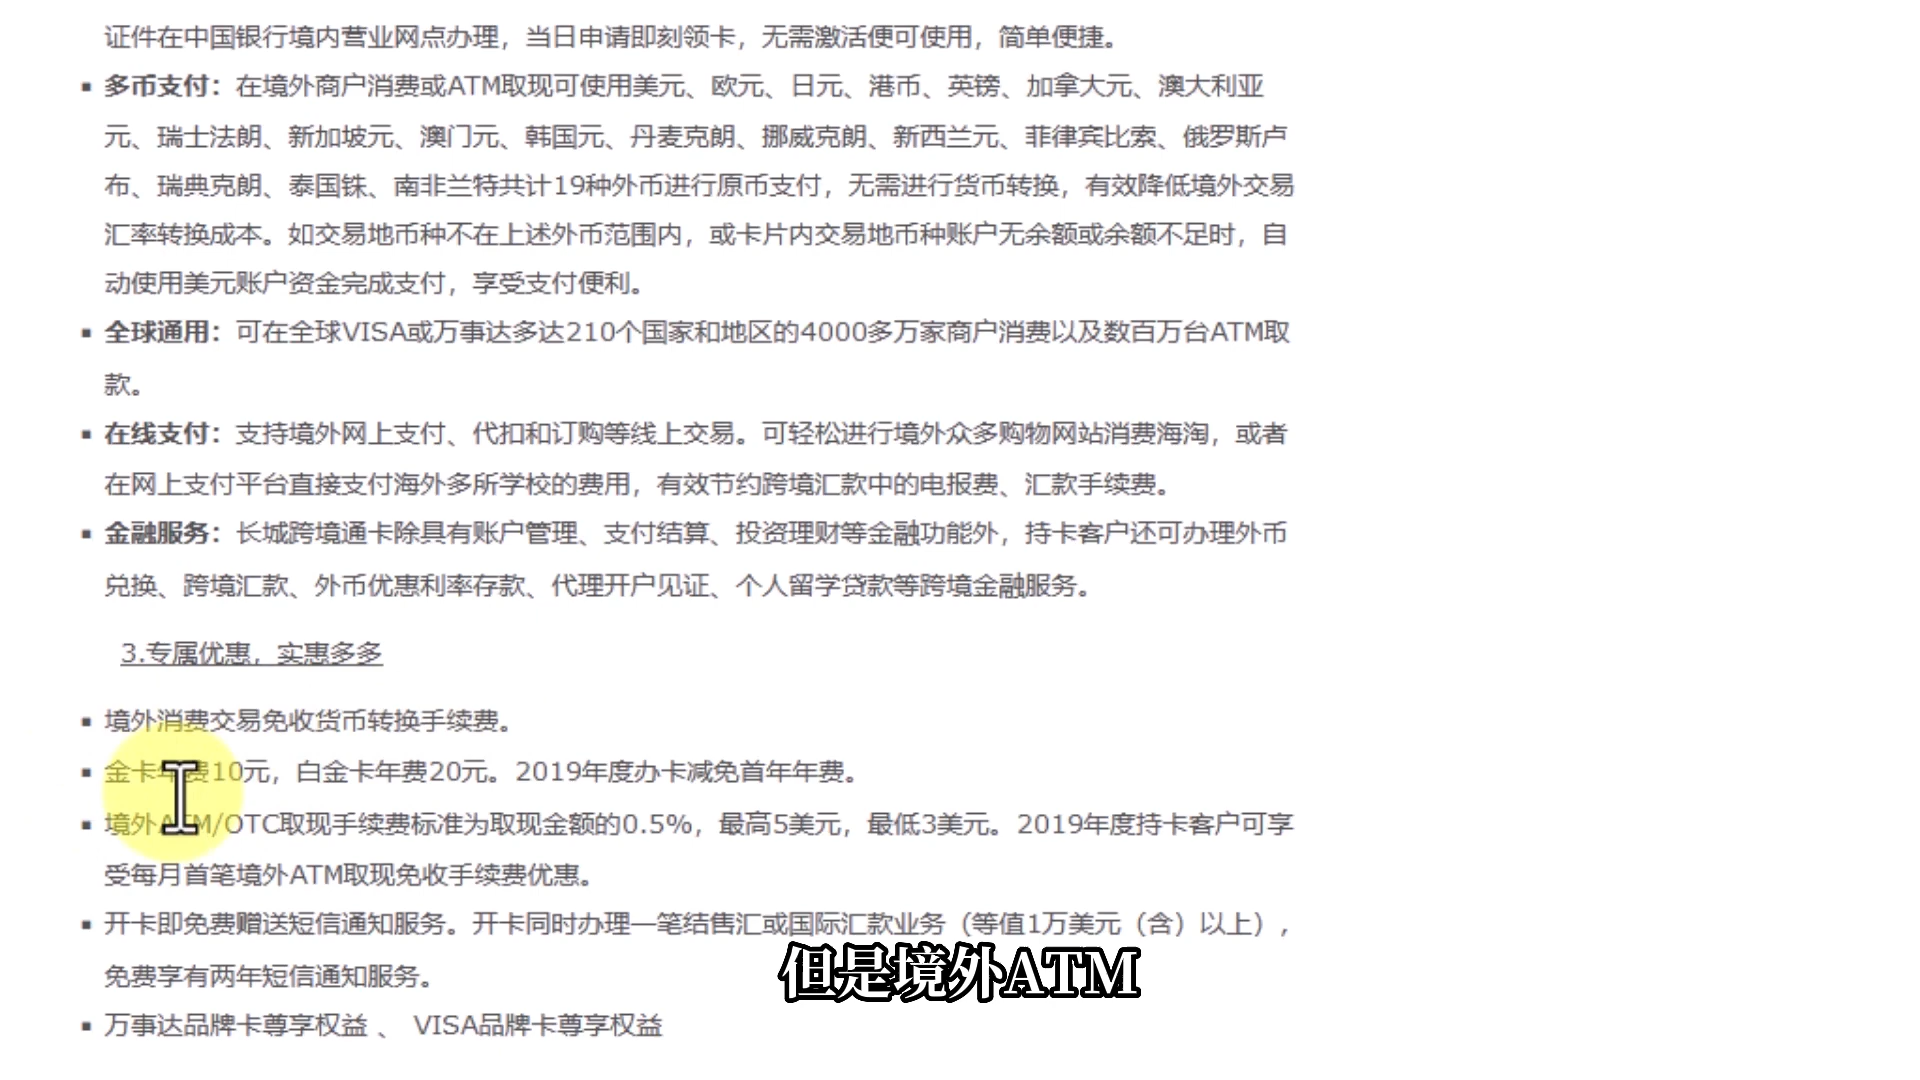 证件在中国银行境内营业网点办理，当日申请即刻领卡，无需激活便可使用，简单便捷。
▪ 多币支付：在境外商户消费或ATM取现可使用美元、欧元、日元、港币、英镑、加拿大元、澳大利亚
元、瑞士法朗、新加坡元、澳门元、韩国元、丹麦克朗、挪威克朗、新西兰元、菲律宾比索、俄罗斯卢
布、瑞典克朗、泰国铢、南非兰特共计19种外币进行原币支付，无需进行货币转换，有效降低境外交易
汇率转换成本。如交易地币种不在上述外币范围内，或卡片内交易地币种账户无余额或余额不足时，自
动使用美元账户资金完成支付，享受支付便利。
▪ 全球通用：可在全球VISA或万事达多达210个国家和地区的4000多万家商户消费以及数百万台ATM取
款。
▪ 在线支付：支持境外网上支付、代扣和订购等线上交易。可轻松进行境外众多购物网站消费海淘，或者
在网上支付平台直接支付海外多所学校的费用，有效节约跨境汇款中的电报费、汇款手续费。
▪ 金融服务：长城跨境通卡除具有账户管理、支付结算、投资理财等金融功能外，持卡客户还可办理外币
兑换、跨境汇款、外币优惠利率存款、代理开户见证、个人留学贷款等跨境金融服务。
3.专属优惠，实惠多多
▪ 境外消费交易免收货币转换手续费。
▪ 金卡年费10元，白金卡年费20元。2019年度办卡减免首年年费。
▪ 境外ATM/OTC取现手续费标准为取现金额的0.5%，最高5美元，最低3美元。2019年度持卡客户可享
受每月首笔境外ATM取现免收手续费优惠。
▪ 开卡即免费赠送短信通知服务。开卡同时办理一笔结售汇或国际汇款业务（等值1万美元（含）以上），
免费享有两年短信通知服务。
但是境外ATM
▪ 万事达品牌卡尊享权益 、 VISA品牌卡尊享权益